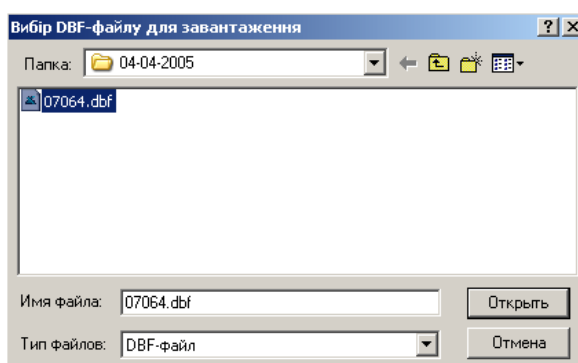 Вибір DBF-файлу для завантаження
Папка: 04-04-2005
07064.dbf
Имя файла: 07064.dbf Открыть
Тип файлов: DBF-файл Отмена